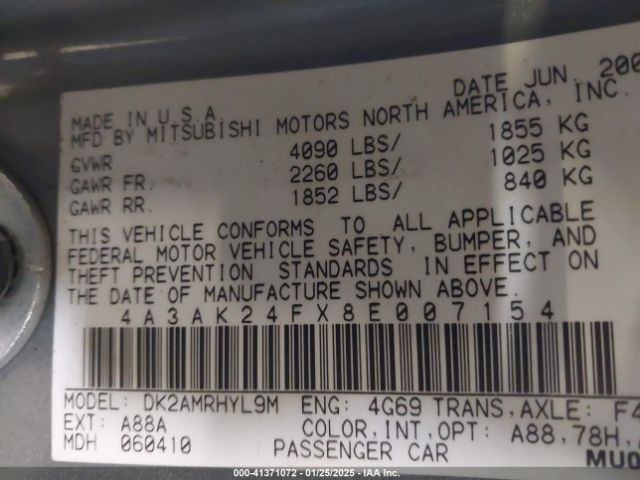 DATE JUN. 200
MADE IN U.S.A.
MFD BY MITSUBISHI MOTORS NORTH AMERICA, INC.
GVWR 4090 LBS/ 1855 KG
GAWR FR. 2260 LBS/ 1025 KG
GAWR RR. 1852 LBS/ 840 KG
THIS VEHICLE CONFORMS TO ALL APPLICABLE
FEDERAL MOTOR VEHICLE SAFETY, BUMPER, AND
THEFT PREVENTION STANDARDS IN EFFECT ON
THE DATE OF MANUFACTURE SHOWN ABOVE.
4A3AK24FX8E007154
MODEL: DK2AMRHYL9M ENG: 4G69 TRANS,AXLE: F4
EXT: A88A COLOR,INT,OPT: A88,78H,
MDH 060410 PASSENGER CAR
MU0
000-41371072 - 01/25/2025 - IAA Inc.